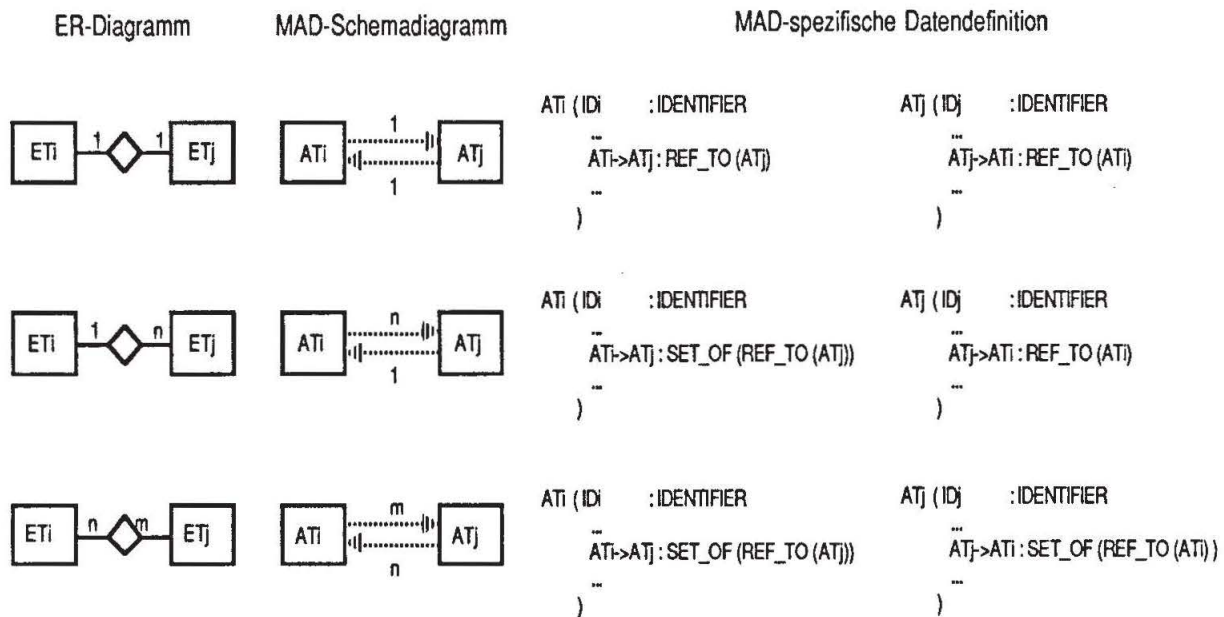 ER-Diagramm MAD-Schemadiagramm MAD-spezifische Datendefinition
ETi 1 1 ETj
ATi 1 1 ATj
ATi ( IDi : IDENTIFIER
...
ATi->ATj : REF_TO (ATj)
...
)
ATj ( IDj : IDENTIFIER
...
ATj->ATi : REF_TO (ATi)
...
)
ETi 1 n ETj
ATi n 1 ATj
ATi ( IDi : IDENTIFIER
...
ATi->ATj : SET_OF (REF_TO (ATj))
...
)
ATj ( IDj : IDENTIFIER
...
ATj->ATi : REF_TO (ATi)
...
)
ETi n m ETj
ATi m n ATj
ATi ( IDi : IDENTIFIER
...
ATi->ATj : SET_OF (REF_TO (ATj))
...
)
ATj ( IDj : IDENTIFIER
...
ATj->ATi : SET_OF (REF_TO (ATi) )
...
)